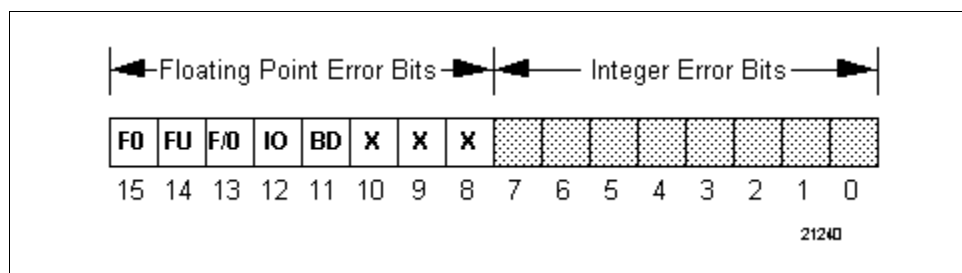 Floating Point Error Bits Integer Error Bits
F0 FU F/0 IO BD X X X
15 14 13 12 11 10 9 8 7 6 5 4 3 2 1 0
21240